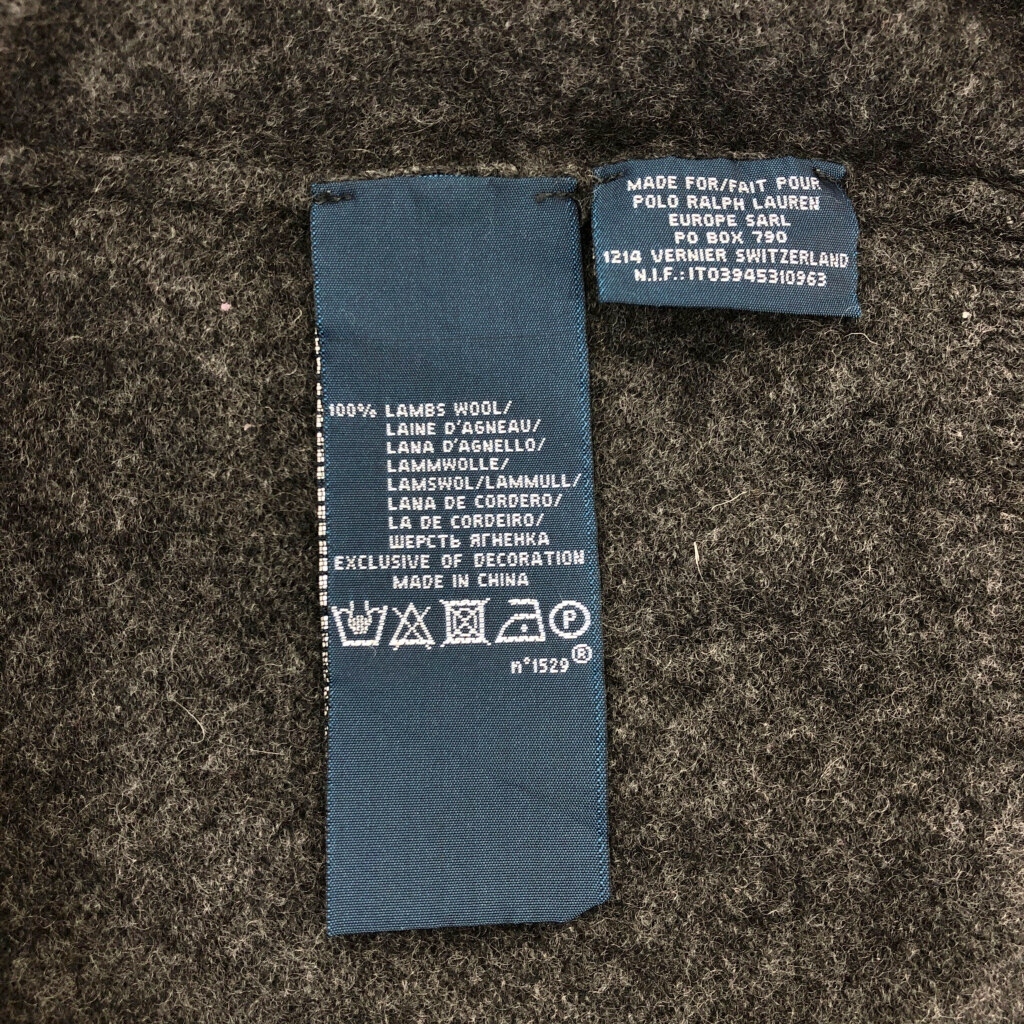 100% LAMBS WOOL/
LAINE D'AGNEAU/
LANA D'AGNELLO/
LAMMWOLLE/
LAMSWOL/LAMMULL/
LANA DE CORDERO/
LA DE CORDEIRO/
ШЕРСТЬ ЯГНЕНКА
EXCLUSIVE OF DECORATION
MADE IN CHINA
P
n°1529®
MADE FOR/FAIT POUR
POLO RALPH LAUREN
EUROPE SARL
PO BOX 790
1214 VERNIER SWITZERLAND
N.I.F.:IT03945310963